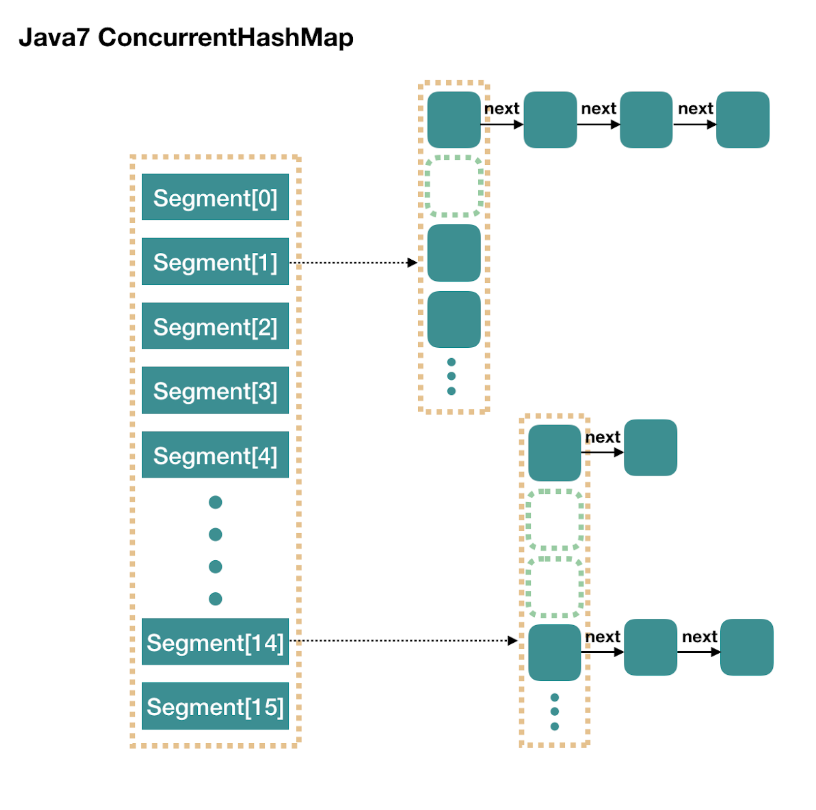 Java7 ConcurrentHashMap
next next next
Segment[0]
Segment[1]
Segment[2]
Segment[3]
Segment[4]
next
Segment[14]
next next
Segment[15]